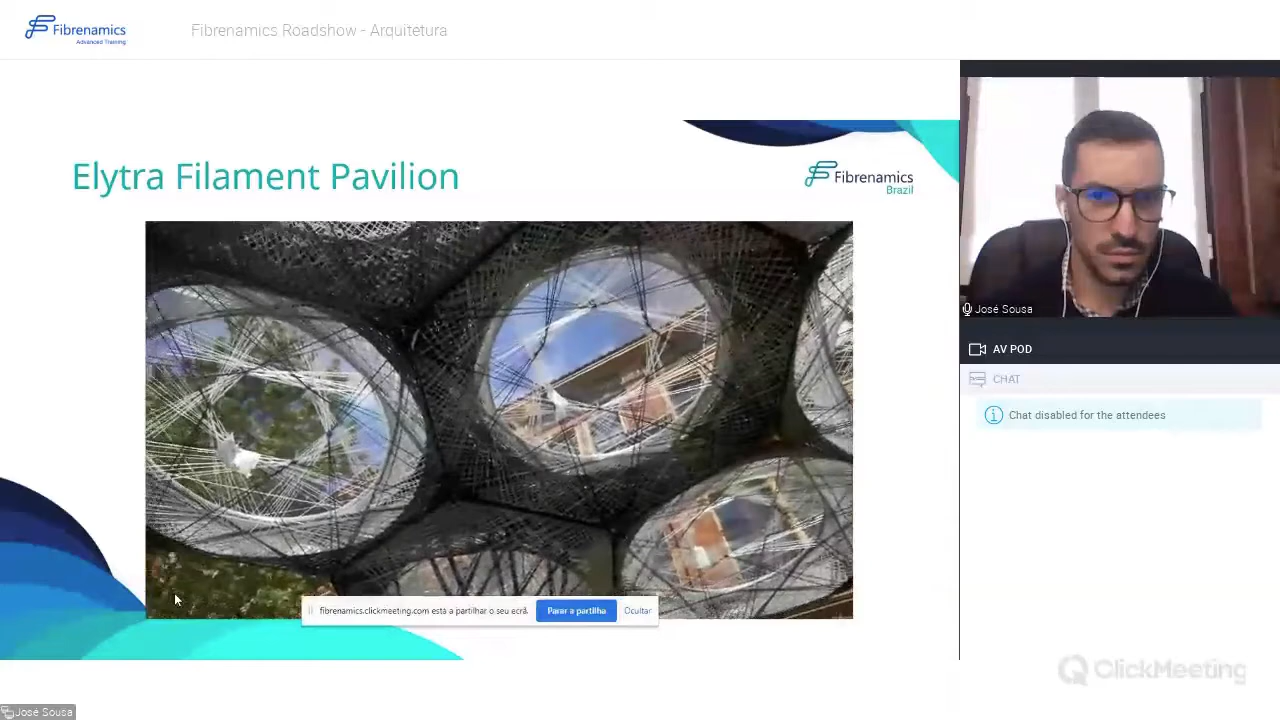 Fibrenamics
Advanced Training
Fibrenamics Roadshow - Arquitetura
Elytra Filament Pavilion
Fibrenamics
Brazil
fibrenamics.clickmeeting.com está a partilhar o seu ecrã.
Parar a partilha
Ocultar
José Sousa
AV POD
CHAT
Chat disabled for the attendees
ClickMeeting
José Sousa